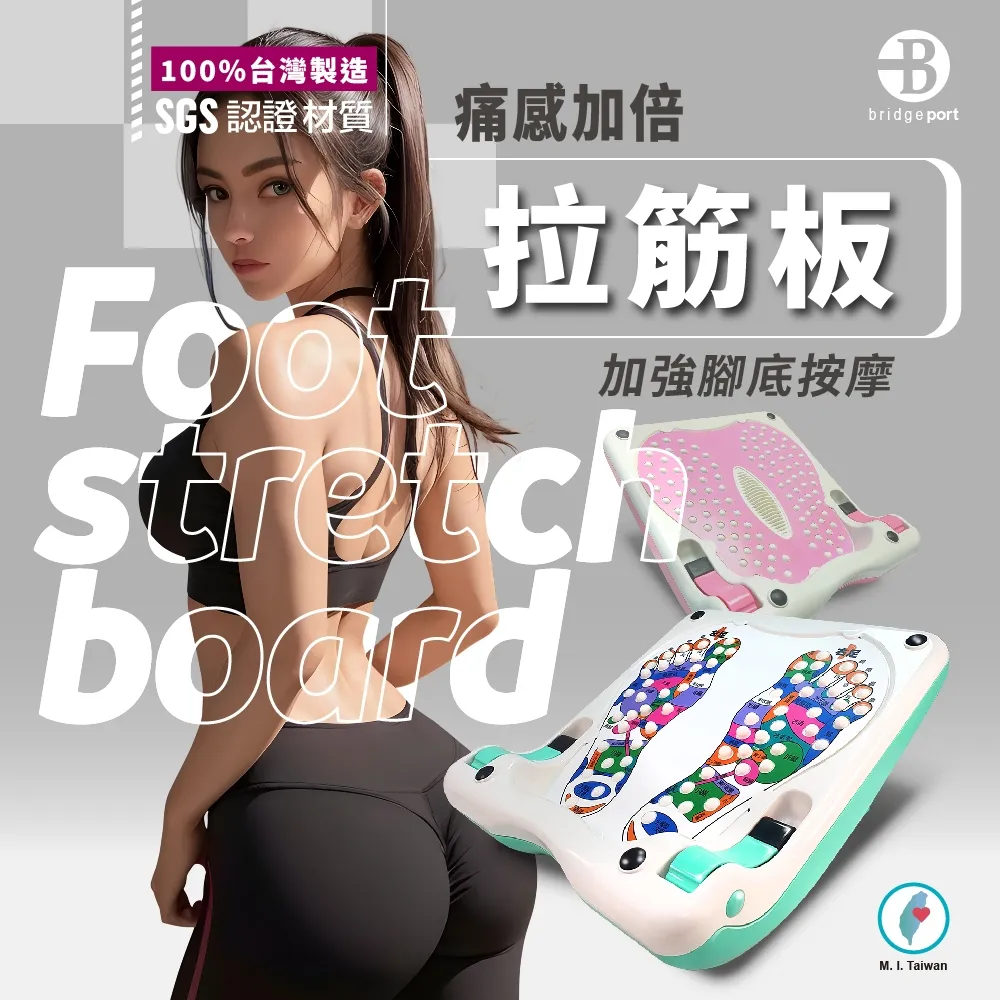 100%台灣製造
SGS 認證材質
B
bridgeport
痛感加倍
拉筋板
加強腳底按摩
Foot
stretch
board
M. I. Taiwan